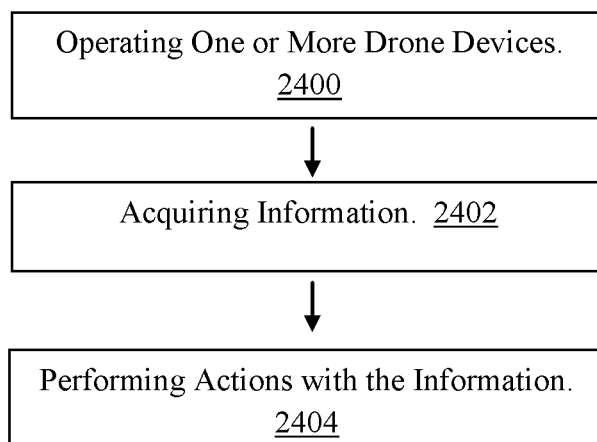 Operating One or More Drone Devices.
2400
Acquiring Information. 2402
Performing Actions with the Information.
2404